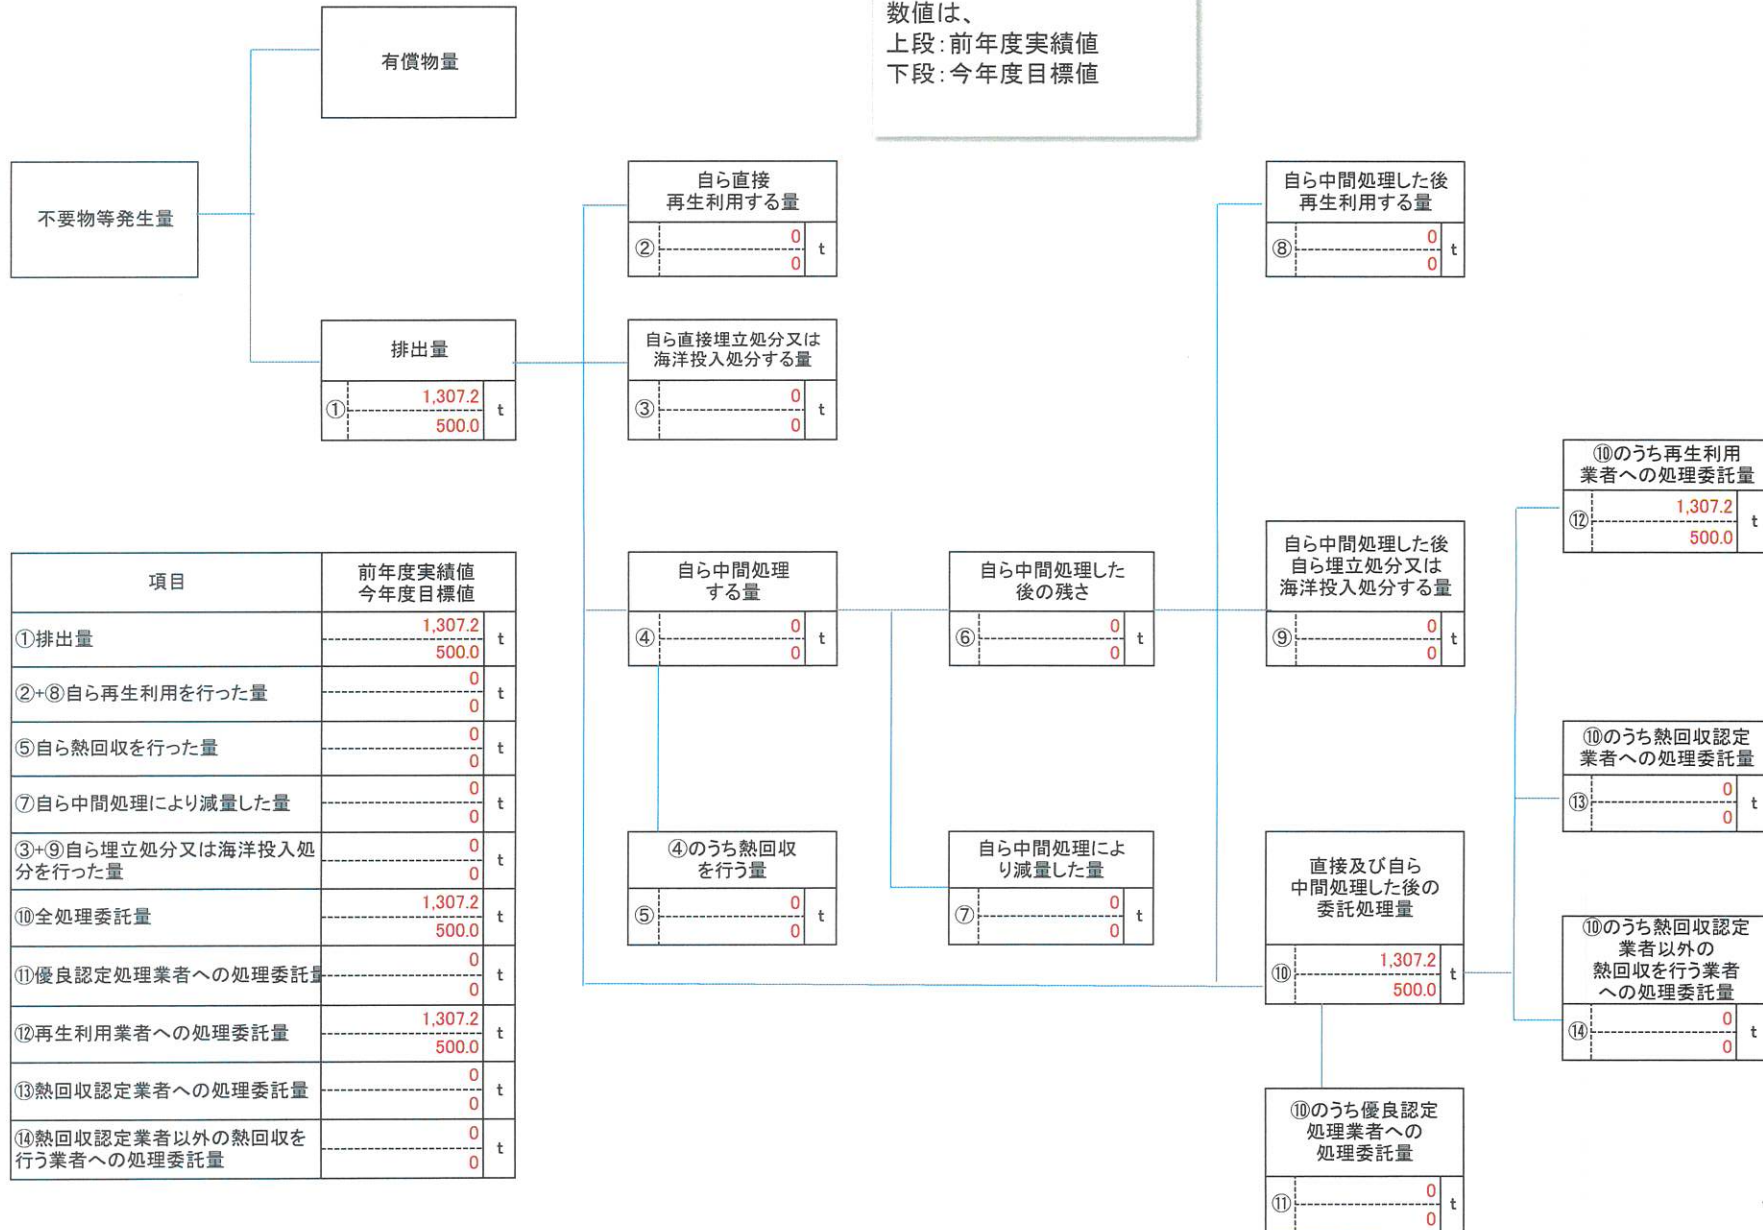 数値は、
上段:前年度実績値
下段:今年度目標値
有償物量
不要物等発生量
排出量
①
1,307.2
500.0
t
自ら直接
再生利用する量
②
0
0
t
自ら直接埋立処分又は
海洋投入処分する量
③
0
0
t
自ら中間処理
する量
④
0
0
t
④のうち熱回収
を行う量
⑤
0
0
t
自ら中間処理した
後の残さ
⑥
0
0
t
自ら中間処理によ
り減量した量
⑦
0
0
t
自ら中間処理した後
再生利用する量
⑧
0
0
t
自ら中間処理した後
自ら埋立処分又は
海洋投入処分する量
⑨
0
0
t
直接及び自ら
中間処理した後の
委託処理量
⑩
1,307.2
500.0
t
⑩のうち優良認定
処理業者への
処理委託量
⑪
0
0
t
⑩のうち再生利用
業者への処理委託量
⑫
1,307.2
500.0
t
⑩のうち熱回収認定
業者への処理委託量
⑬
0
0
t
⑩のうち熱回収認定
業者以外の
熱回収を行う業者
への処理委託量
⑭
0
0
t
項目
前年度実績値
今年度目標値
①排出量
1,307.2
500.0
t
②+⑧自ら再生利用を行った量
0
0
t
⑤自ら熱回収を行った量
0
0
t
⑦自ら中間処理により減量した量
0
0
t
③+⑨自ら埋立処分又は海洋投入処
分を行った量
0
0
t
⑩全処理委託量
1,307.2
500.0
t
⑪優良認定処理業者への処理委託量
0
0
t
⑫再生利用業者への処理委託量
1,307.2
500.0
t
⑬熱回収認定業者への処理委託量
0
0
t
⑭熱回収認定業者以外の熱回収を
行う業者への処理委託量
0
0
t